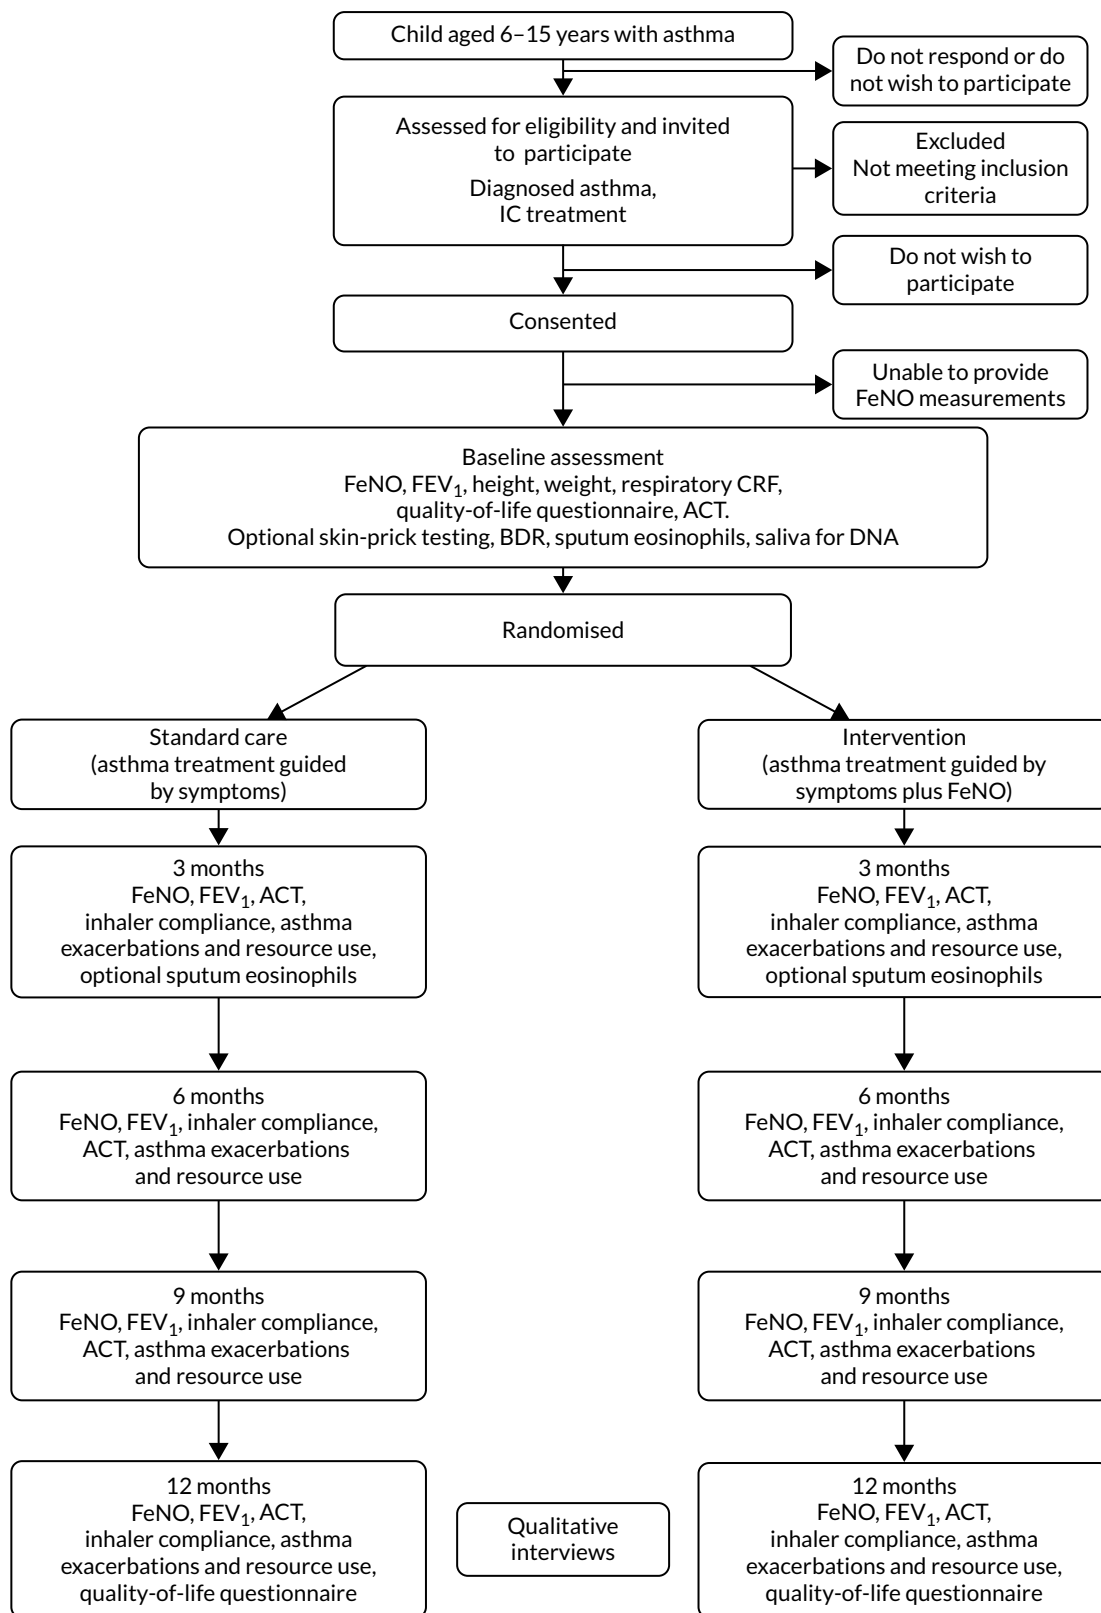 Child aged 6–15 years with asthma
Do not respond or do
not wish to participate
Assessed for eligibility and invited
to participate
Diagnosed asthma,
IC treatment
Excluded
Not meeting inclusion
criteria
Do not wish to
participate
Consented
Unable to provide
FeNO measurements
Baseline assessment
FeNO, FEV₁, height, weight, respiratory CRF,
quality-of-life questionnaire, ACT.
Optional skin-prick testing, BDR, sputum eosinophils, saliva for DNA
Randomised
Standard care
(asthma treatment guided
by symptoms)
Intervention
(asthma treatment guided by
symptoms plus FeNO)
3 months
FeNO, FEV₁, ACT,
inhaler compliance, asthma
exacerbations and resource use,
optional sputum eosinophils
3 months
FeNO, FEV₁, ACT,
inhaler compliance, asthma
exacerbations and resource use,
optional sputum eosinophils
6 months
FeNO, FEV₁, inhaler compliance,
ACT, asthma exacerbations
and resource use
6 months
FeNO, FEV₁, inhaler compliance,
ACT, asthma exacerbations
and resource use
9 months
FeNO, FEV₁, inhaler compliance,
ACT, asthma exacerbations
and resource use
9 months
FeNO, FEV₁, inhaler compliance,
ACT, asthma exacerbations
and resource use
12 months
FeNO, FEV₁, ACT,
inhaler compliance, asthma
exacerbations and resource use,
quality-of-life questionnaire
Qualitative
interviews
12 months
FeNO, FEV₁, ACT,
inhaler compliance, asthma
exacerbations and resource use,
quality-of-life questionnaire